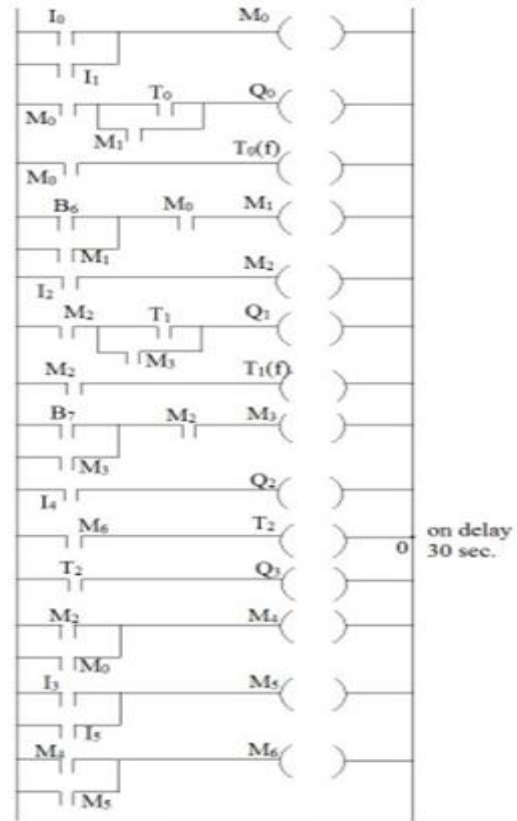 I₀ M₀
I₁
T₀ Q₀
M₀
M₁
T₀(f)
M₀
B₆ M₀ M₁
M₁
M₂
I₂
M₂ T₁ Q₁
M₃
M₂ T₁(f)
B₇ M₂ M₃
M₃
Q₂
I₄
M₆ T₂
on delay
0 30 sec.
T₂ Q₃
M₂ M₄
M₀
I₃ M₅
I₅
M₄ M₆
M₅